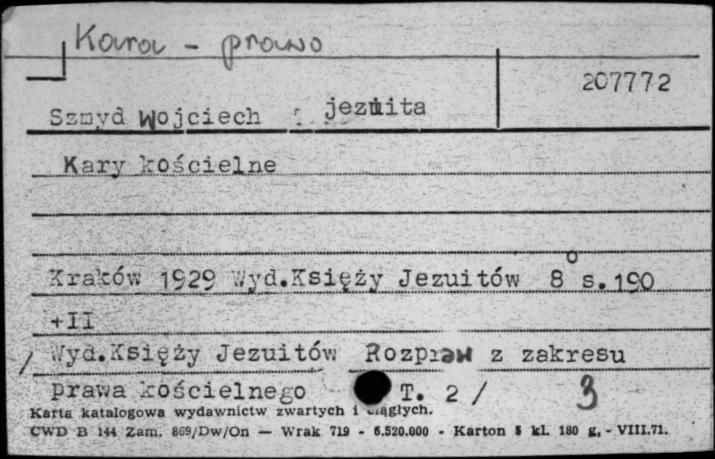 Kara - prawo
207772
Szmyd Wojciech jezuita
Kary kościelne
Kraków 1929 Wyd.Księży Jezuitów 8° s.190
+II
/ Wyd.Księży Jezuitów Rozpraw z zakresu
prawa kościelnego T. 2 / 3
Karta katalogowa wydawnictw zwartych i ciągłych.
CWD B 144 Zam. 869/Dw/On — Wrak 719 - 6.520.000 - Karton 5 kl. 180 g. - VIII.71.